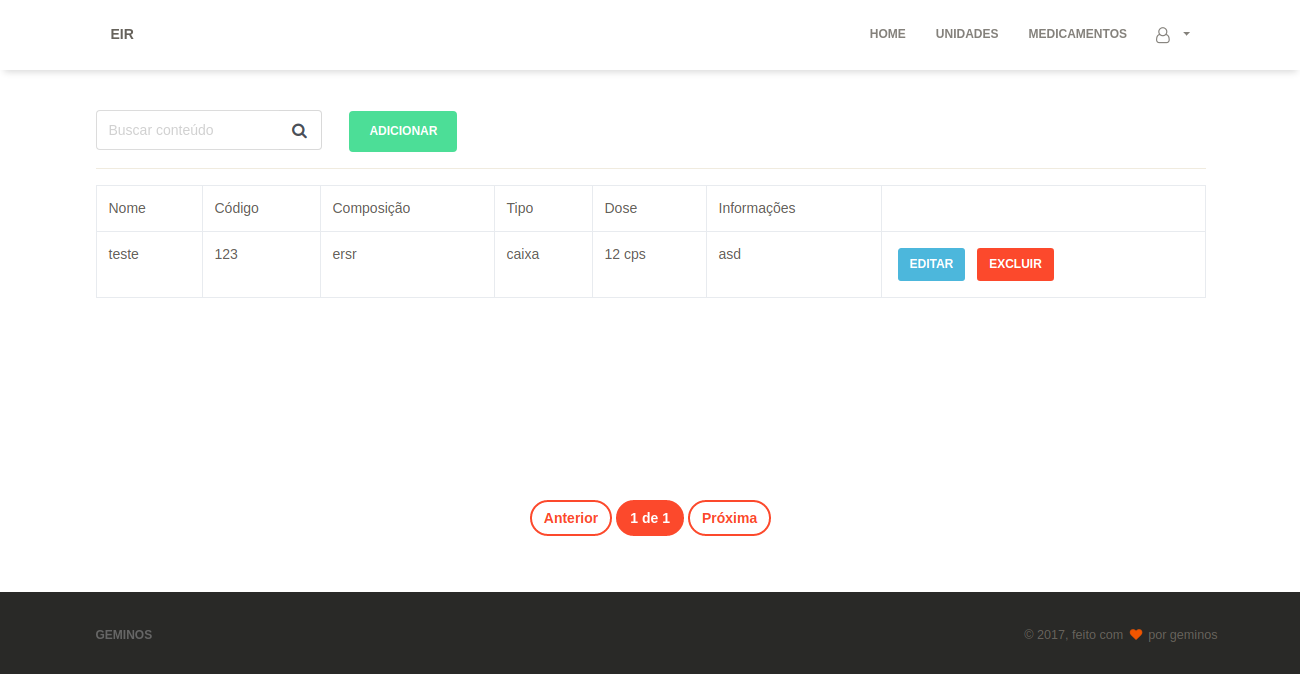 EIR HOME UNIDADES MEDICAMENTOS
Buscar conteúdo ADICIONAR
Nome Código Composição Tipo Dose Informações
teste 123 ersr caixa 12 cps asd EDITAR EXCLUIR
Anterior 1 de 1 Próxima
GEMINOS © 2017, feito com por geminos